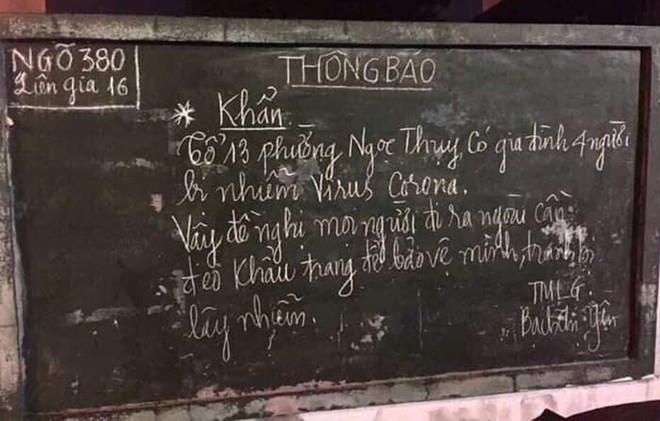 NGÕ 380
Liên gia 16
THÔNG BÁO
* Khẩn.
Tổ 13 phường Ngọc Thụy, Có gia đình 4 người
bị nhiễm Virus Corona.
Vậy đề nghị mọi người đi ra ngoài cần
đeo khẩu trang để bảo vệ mình, tránh bị
lây nhiễm.
TMLG.
Bạch